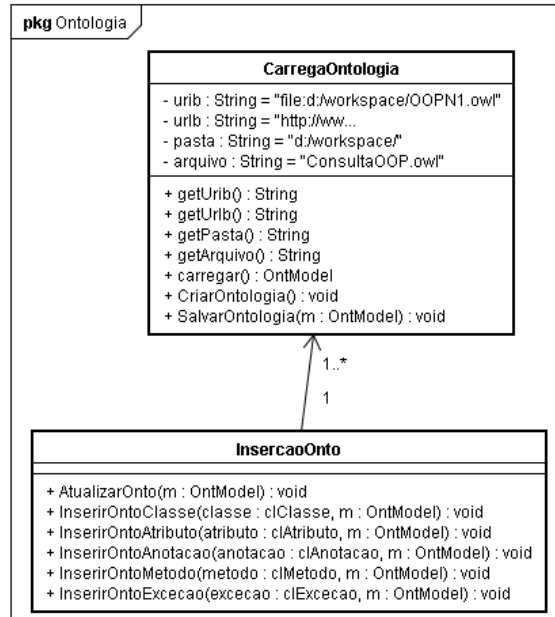 pkg Ontologia
CarregaOntologia
- urib : String = "file:d:/workspace/OOPN1.owl"
- urlb : String = "http://ww...
- pasta : String = "d:/workspace/"
- arquivo : String = "ConsultaOOP.owl"
+ getUrib() : String
+ getUrlb() : String
+ getPasta() : String
+ getArquivo() : String
+ carregar() : OntModel
+ CriarOntologia() : void
+ SalvarOntologia(m : OntModel) : void
1..*
1
InsercaoOnto
+ AtualizarOnto(m : OntModel) : void
+ InserirOntoClasse(classe : clClasse, m : OntModel) : void
+ InserirOntoAtributo(atributo : clAtributo, m : OntModel) : void
+ InserirOntoAnotacao(anotacao : clAnotacao, m : OntModel) : void
+ InserirOntoMetodo(metodo : clMetodo, m : OntModel) : void
+ InserirOntoExcecao(excecao : clExcecao, m : OntModel) : void